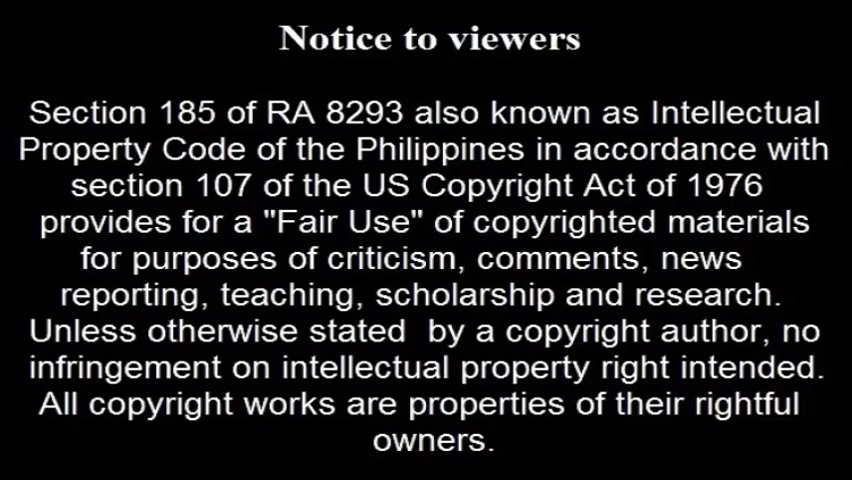 Notice to viewers
Section 185 of RA 8293 also known as Intellectual
Property Code of the Philippines in accordance with
section 107 of the US Copyright Act of 1976
provides for a "Fair Use" of copyrighted materials
for purposes of criticism, comments, news
reporting, teaching, scholarship and research.
Unless otherwise stated  by a copyright author, no
infringement on intellectual property right intended.
All copyright works are properties of their rightful
owners.